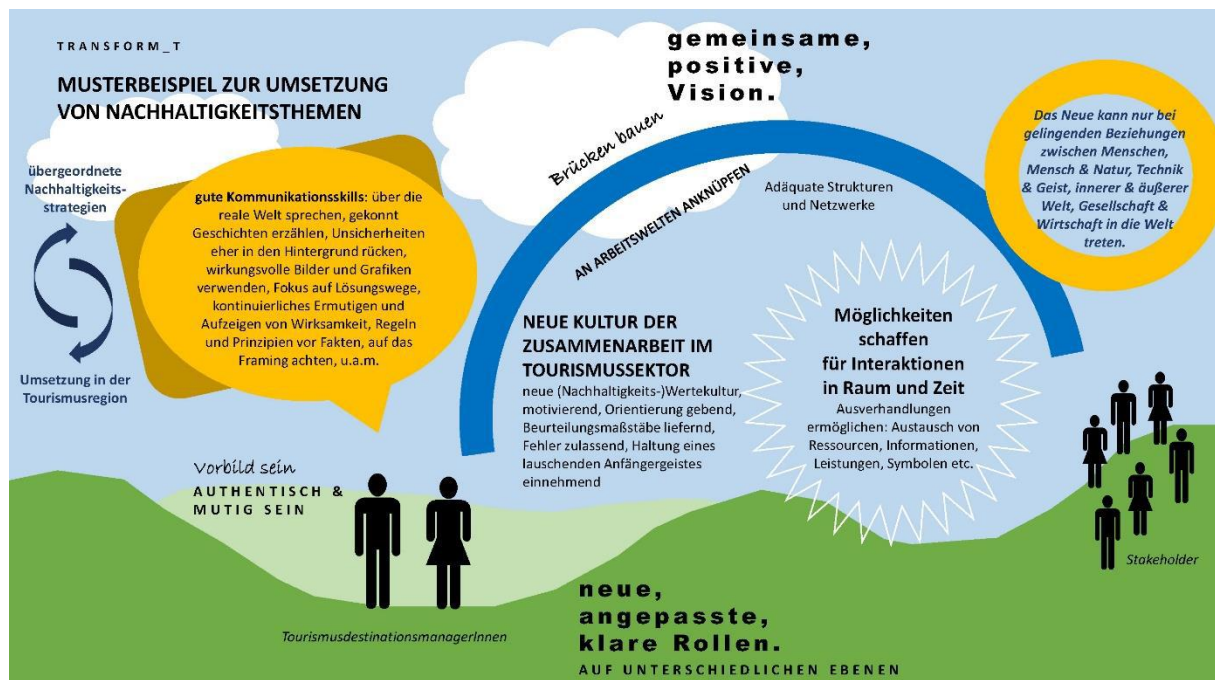 TRANSFORM_T
MUSTERBEISPIEL ZUR UMSETZUNG
VON NACHHALTIGKEITSTHEMEN
übergeordnete
Nachhaltigkeits-
strategien
Umsetzung in der
Tourismusregion
gute Kommunikationsskills: über die
reale Welt sprechen, gekonnt
Geschichten erzählen, Unsicherheiten
eher in den Hintergrund rücken,
wirkungsvolle Bilder und Grafiken
verwenden, Fokus auf Lösungswege,
kontinuierliches Ermutigen und
Aufzeigen von Wirksamkeit, Regeln
und Prinzipien vor Fakten, auf das
Framing achten, u.a.m.
Vorbild sein
AUTHENTISCH &
MUTIG SEIN
TourismusdestinationsmanagerInnen
gemeinsame,
positive,
Vision.
Brücken bauen
AN ARBEITSWELTEN ANKNÜPFEN
Adäquate Strukturen
und Netzwerke
NEUE KULTUR DER
ZUSAMMENARBEIT IM
TOURISMUSSEKTOR
neue (Nachhaltigkeits-)Wertekultur,
motivierend, Orientierung gebend,
Beurteilungsmaßstäbe liefernd,
Fehler zulassend, Haltung eines
lauschenden Anfängergeistes
einnehmend
Möglichkeiten
schaffen
für Interaktionen
in Raum und Zeit
Ausverhandlungen
ermöglichen: Austausch von
Ressourcen, Informationen,
Leistungen, Symbolen etc.
Das Neue kann nur bei
gelingenden Beziehungen
zwischen Menschen,
Mensch & Natur, Technik
& Geist, innerer & äußerer
Welt, Gesellschaft &
Wirtschaft in die Welt
treten.
Stakeholder
neue,
angepasste,
klare Rollen.
AUF UNTERSCHIEDLICHEN EBENEN